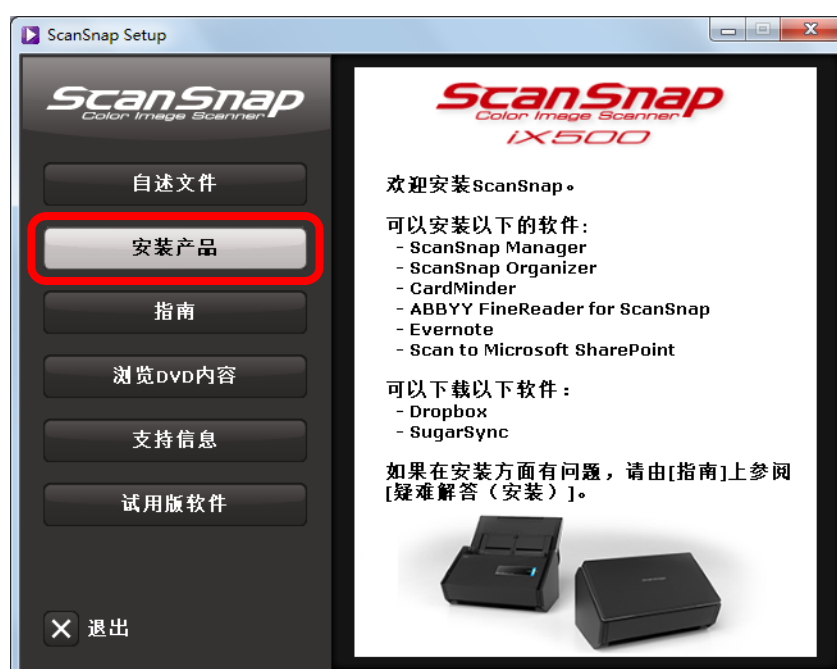 ScanSnap Setup
ScanSnap
Color Image Scanner
自述文件
安装产品
指南
浏览DVD内容
支持信息
试用版软件
退出
ScanSnap
Color Image Scanner
iX500
欢迎安装ScanSnap。
可以安装以下的软件:
- ScanSnap Manager
- ScanSnap Organizer
- CardMinder
- ABBYY FineReader for ScanSnap
- Evernote
- Scan to Microsoft SharePoint
可以下载以下软件：
- Dropbox
- SugarSync
如果在安装方面有问题，请由[指南]上参阅
[疑难解答（安装）]。